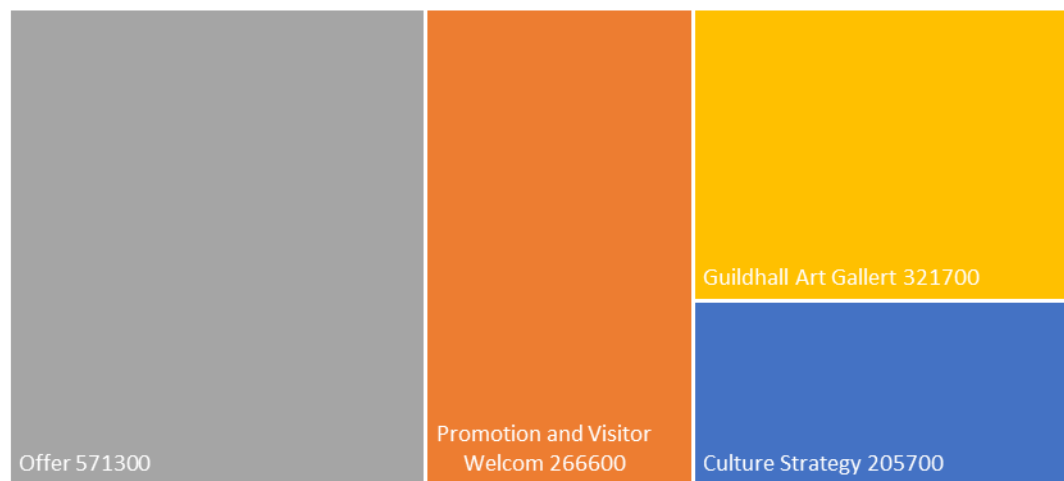 Offer 571300
Promotion and Visitor
Welcom 266600
Guildhall Art Gallert 321700
Culture Strategy 205700